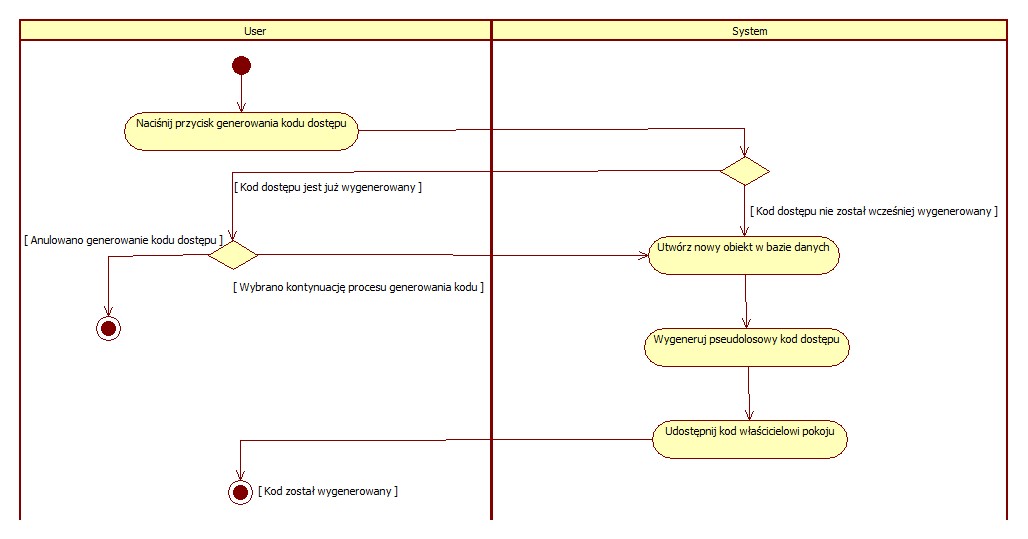 User
System
Naciśnij przycisk generowania kodu dostępu
[ Kod dostępu jest już wygenerowany ]
[ Kod dostępu nie został wcześniej wygenerowany ]
[ Anulowano generowanie kodu dostępu ]
Utwórz nowy obiekt w bazie danych
[ Wybrano kontynuację procesu generowania kodu ]
Wygeneruj pseudolosowy kod dostępu
Udostępnij kod właścicielowi pokoju
[ Kod został wygenerowany ]